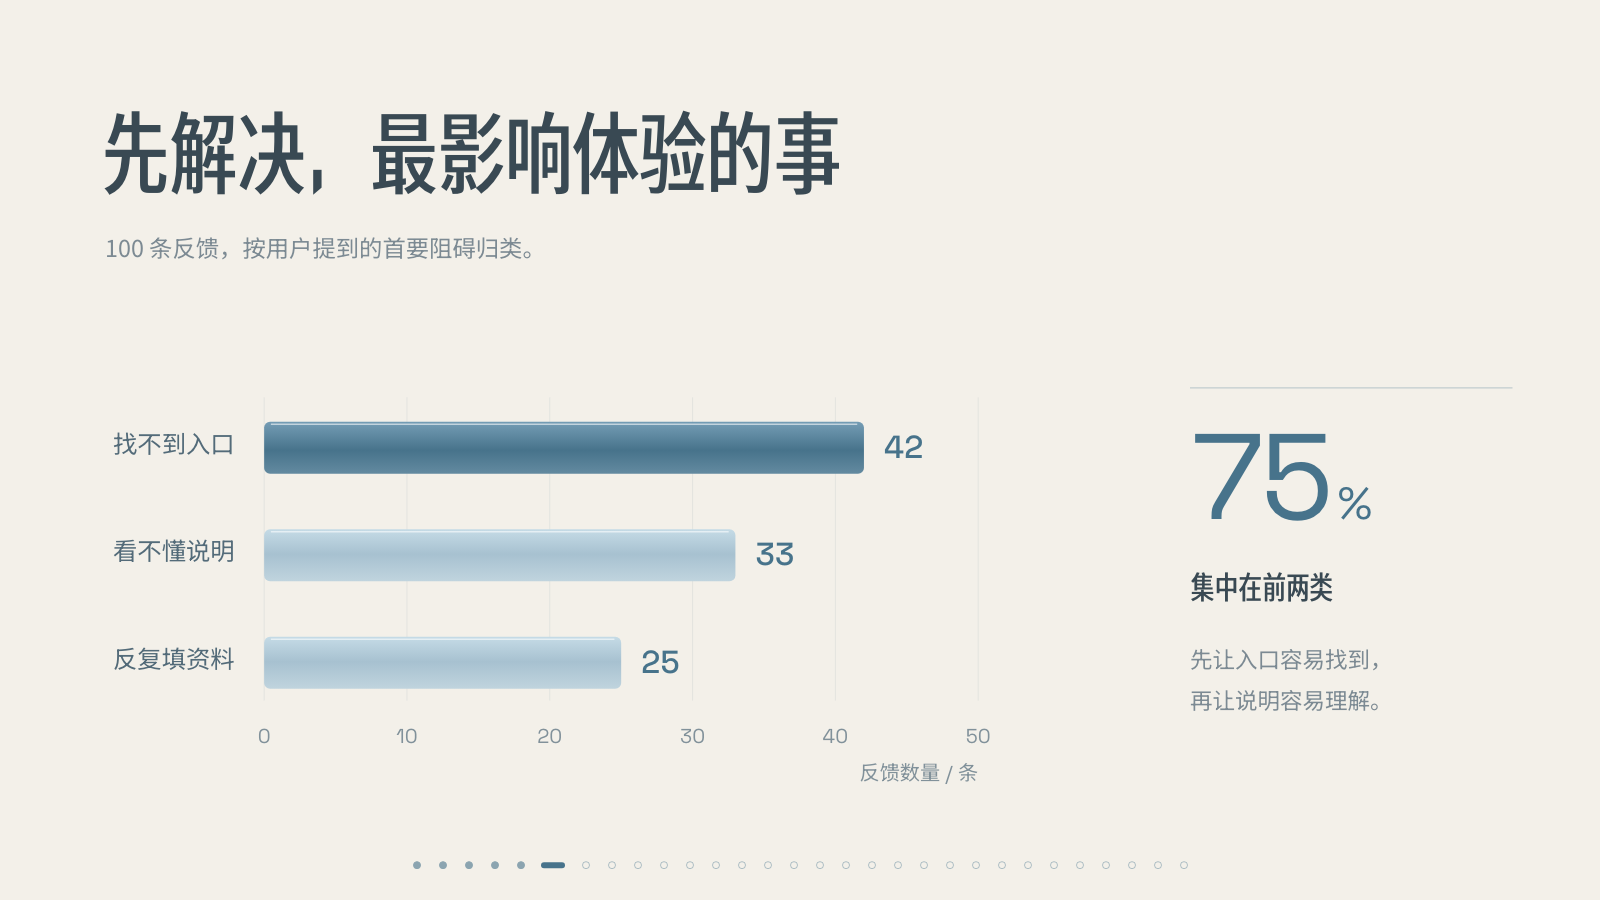 先解决，最影响体验的事
100 条反馈，按用户提到的首要阻碍归类。
找不到入口 42
看不懂说明 33
反复填资料 25
0 10 20 30 40 50
反馈数量 / 条
75%
集中在前两类
先让入口容易找到，
再让说明容易理解。